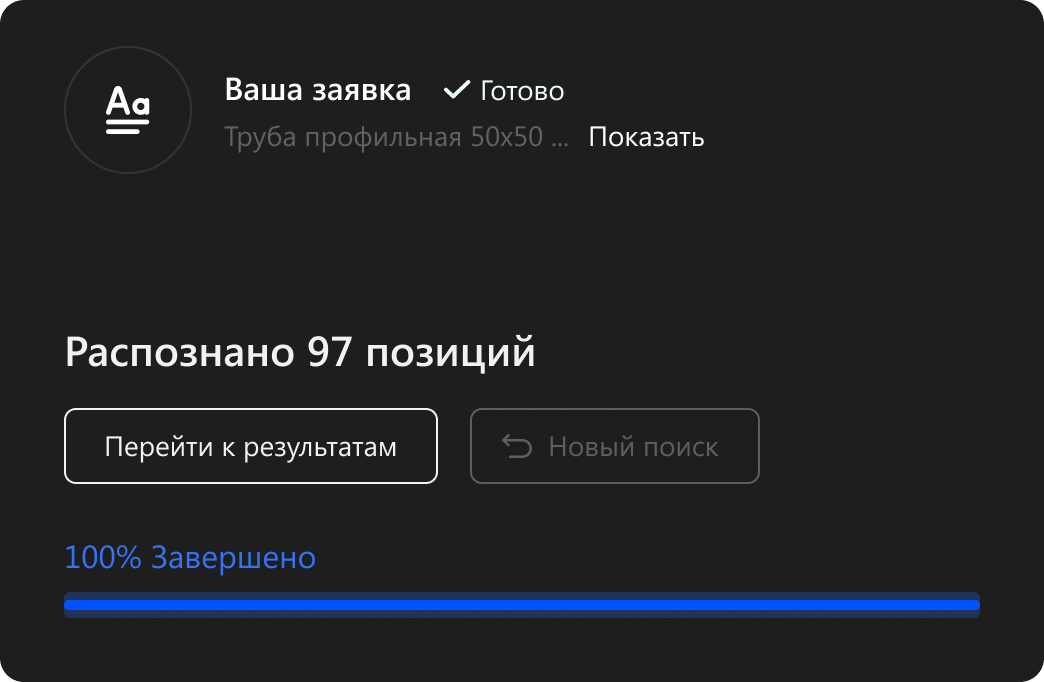 Aa
Ваша заявка Готово
Труба профильная 50x50 ... Показать
Распознано 97 позиций
Перейти к результатам Новый поиск
100% Завершено